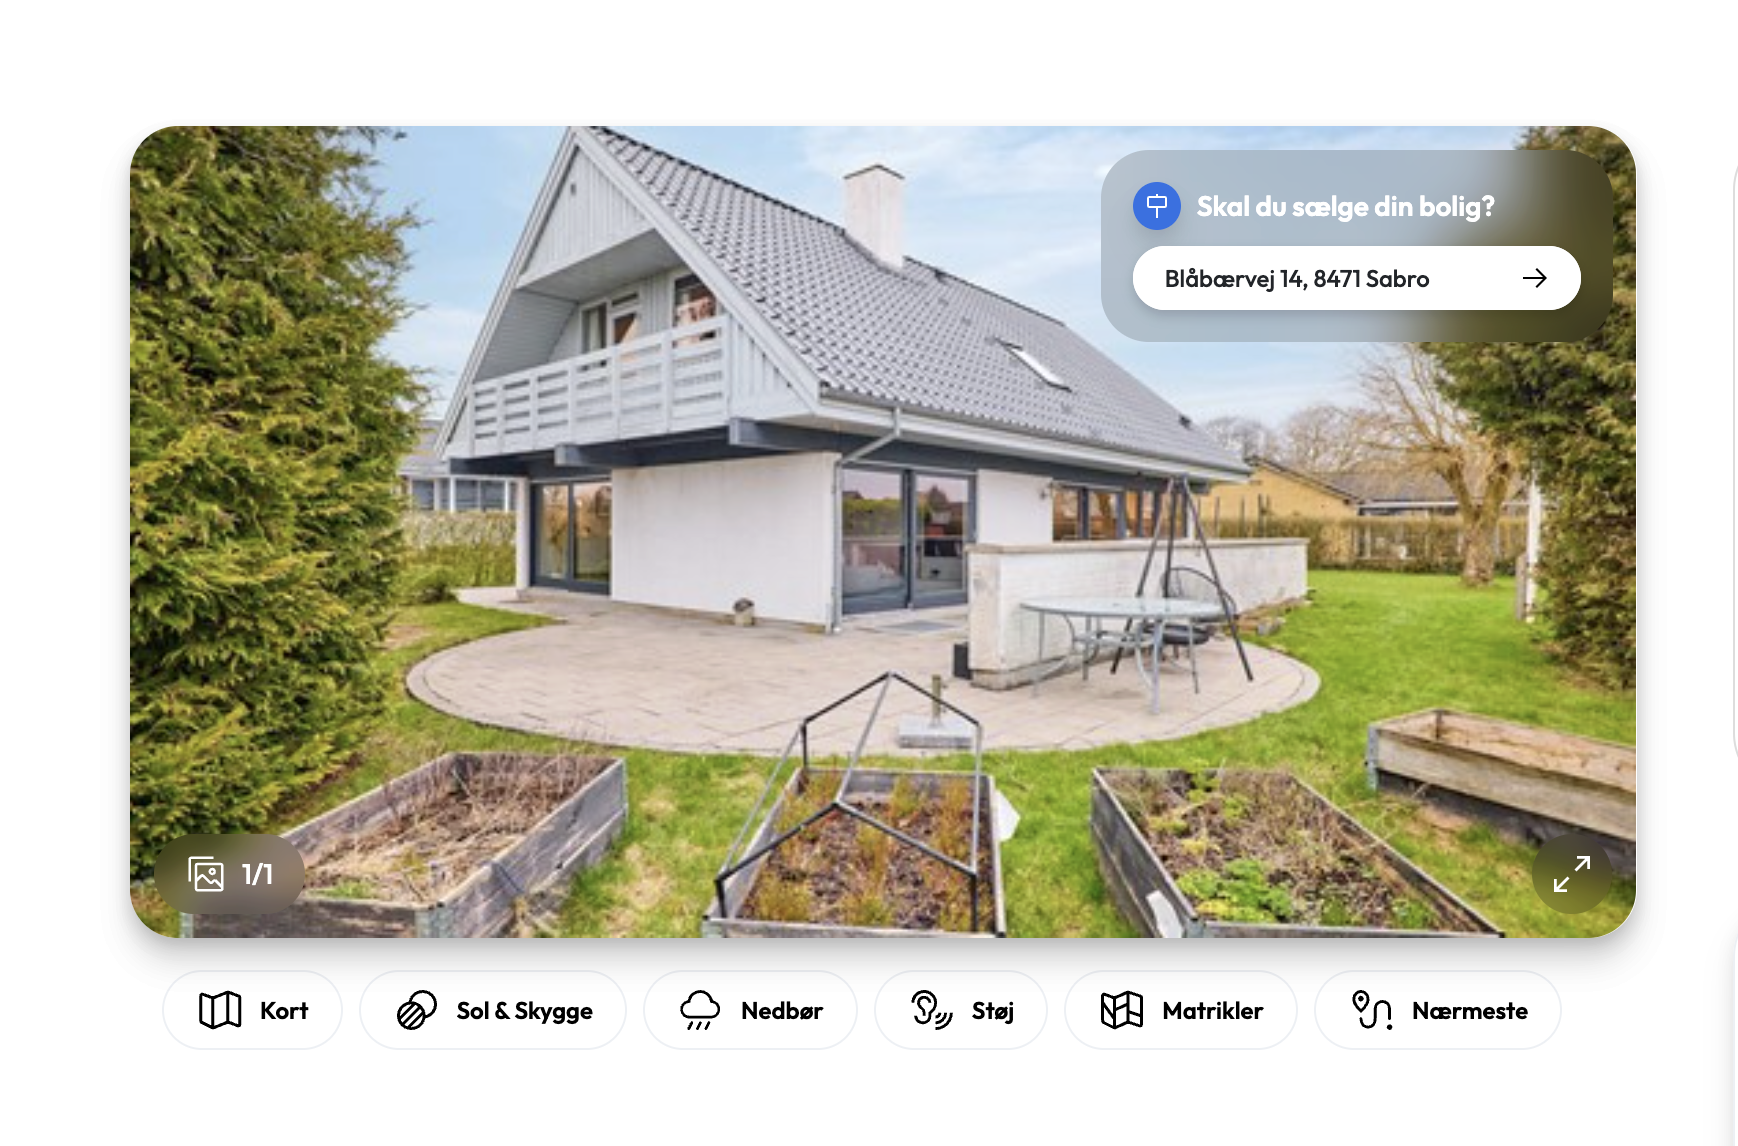 Skal du sælge din bolig?
Blåbærvej 14, 8471 Sabro
1/1
Kort
Sol & Skygge
Nedbør
Støj
Matrikler
Nærmeste